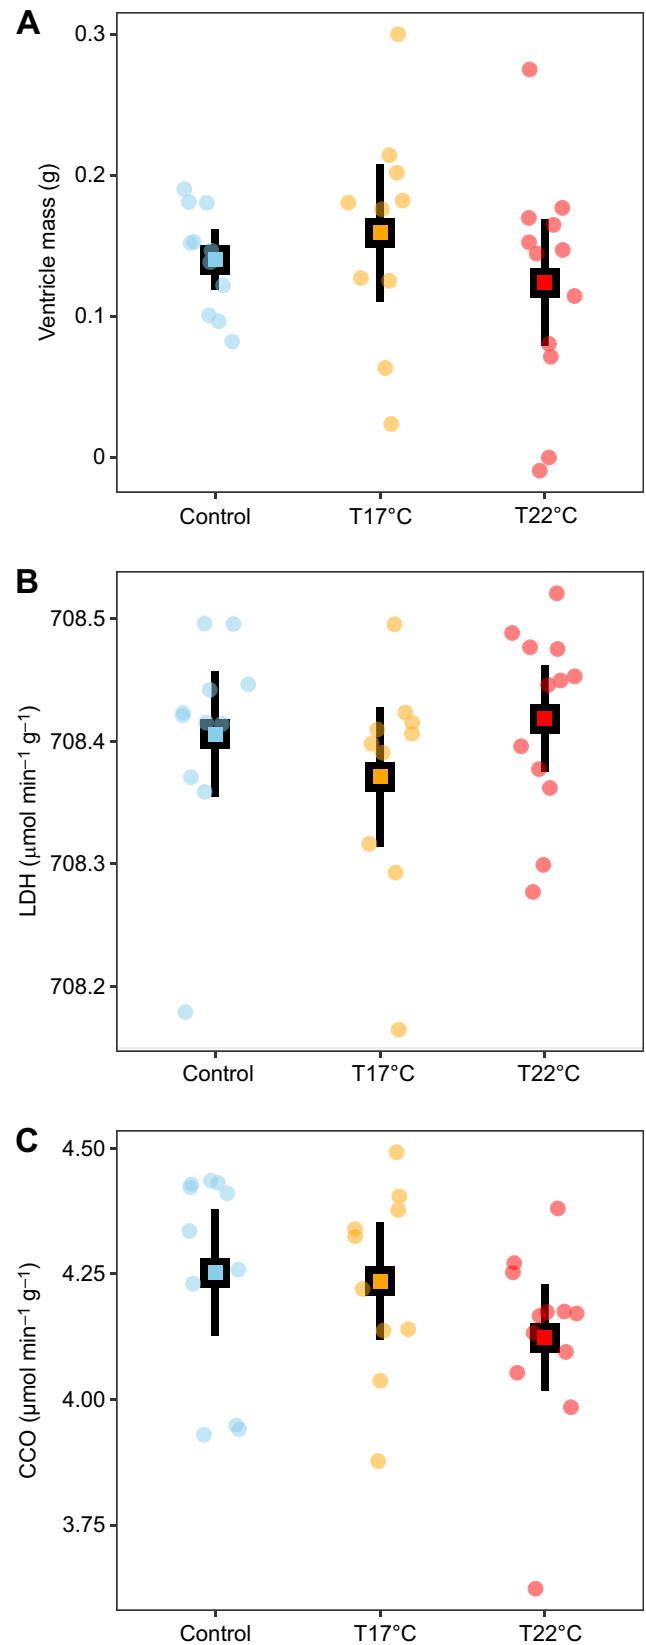 A
Ventricle mass (g)
0.3
0.2
0.1
0
Control T17°C T22°C
B
LDH (μmol min⁻¹ g⁻¹)
708.5
708.4
708.3
708.2
Control T17°C T22°C
C
CCO (μmol min⁻¹ g⁻¹)
4.50
4.25
4.00
3.75
Control T17°C T22°C